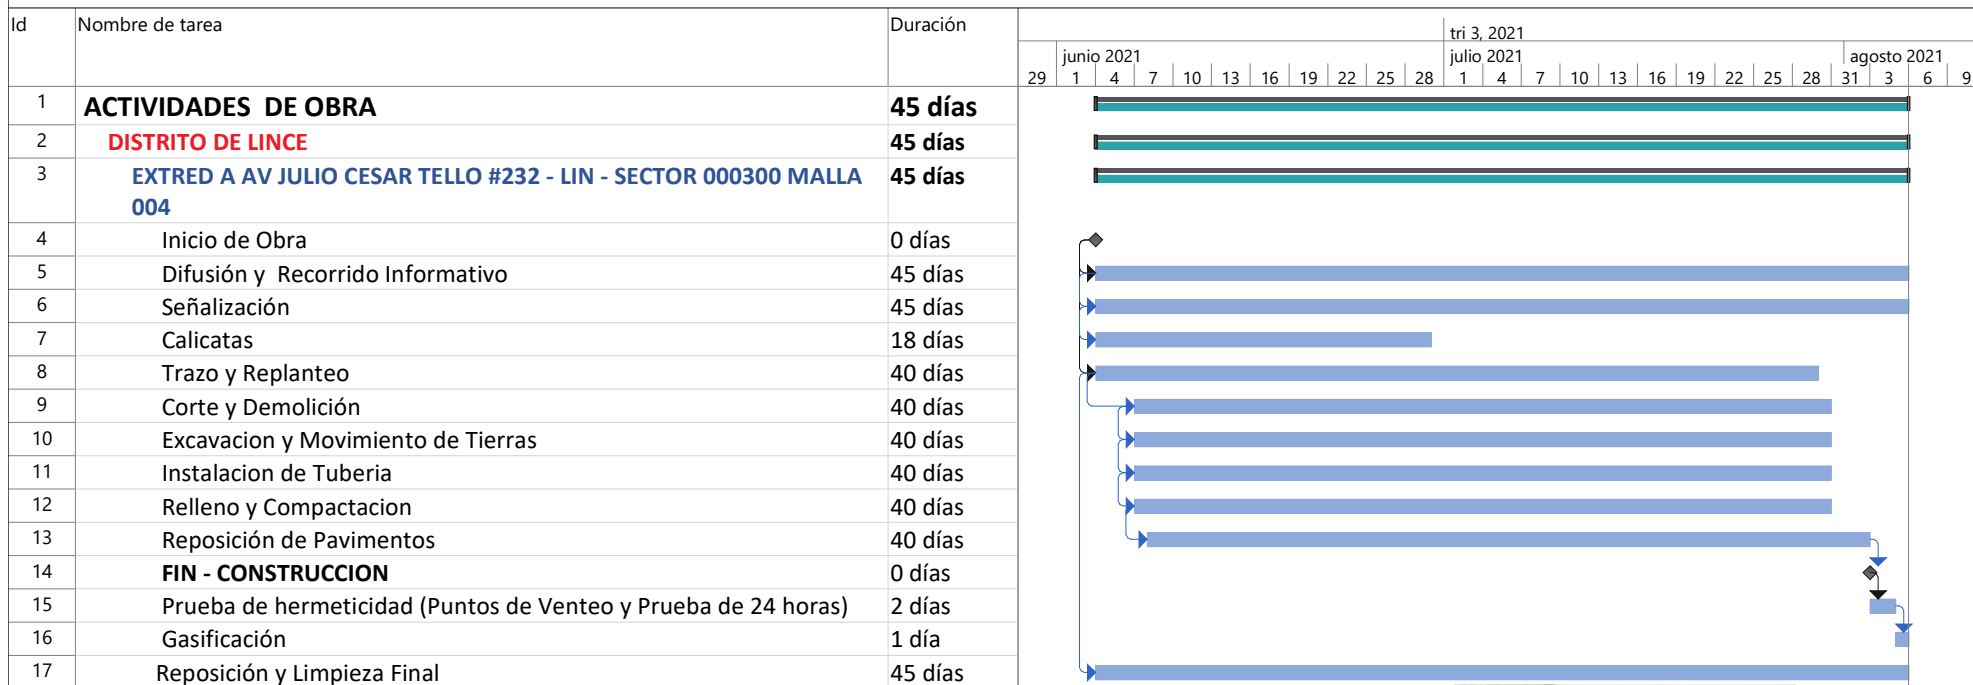 Id Nombre de tarea Duración
tri 3, 2021
junio 2021 julio 2021 agosto 2021
29 1 4 7 10 13 16 19 22 25 28 1 4 7 10 13 16 19 22 25 28 31 3 6 9
1 ACTIVIDADES DE OBRA 45 días
2 DISTRITO DE LINCE 45 días
3 EXTRED A AV JULIO CESAR TELLO #232 - LIN - SECTOR 000300 MALLA 45 días
004
4 Inicio de Obra 0 días
5 Difusión y Recorrido Informativo 45 días
6 Señalización 45 días
7 Calicatas 18 días
8 Trazo y Replanteo 40 días
9 Corte y Demolición 40 días
10 Excavacion y Movimiento de Tierras 40 días
11 Instalacion de Tuberia 40 días
12 Relleno y Compactacion 40 días
13 Reposición de Pavimentos 40 días
14 FIN - CONSTRUCCION 0 días
15 Prueba de hermeticidad (Puntos de Venteo y Prueba de 24 horas) 2 días
16 Gasificación 1 día
17 Reposición y Limpieza Final 45 días